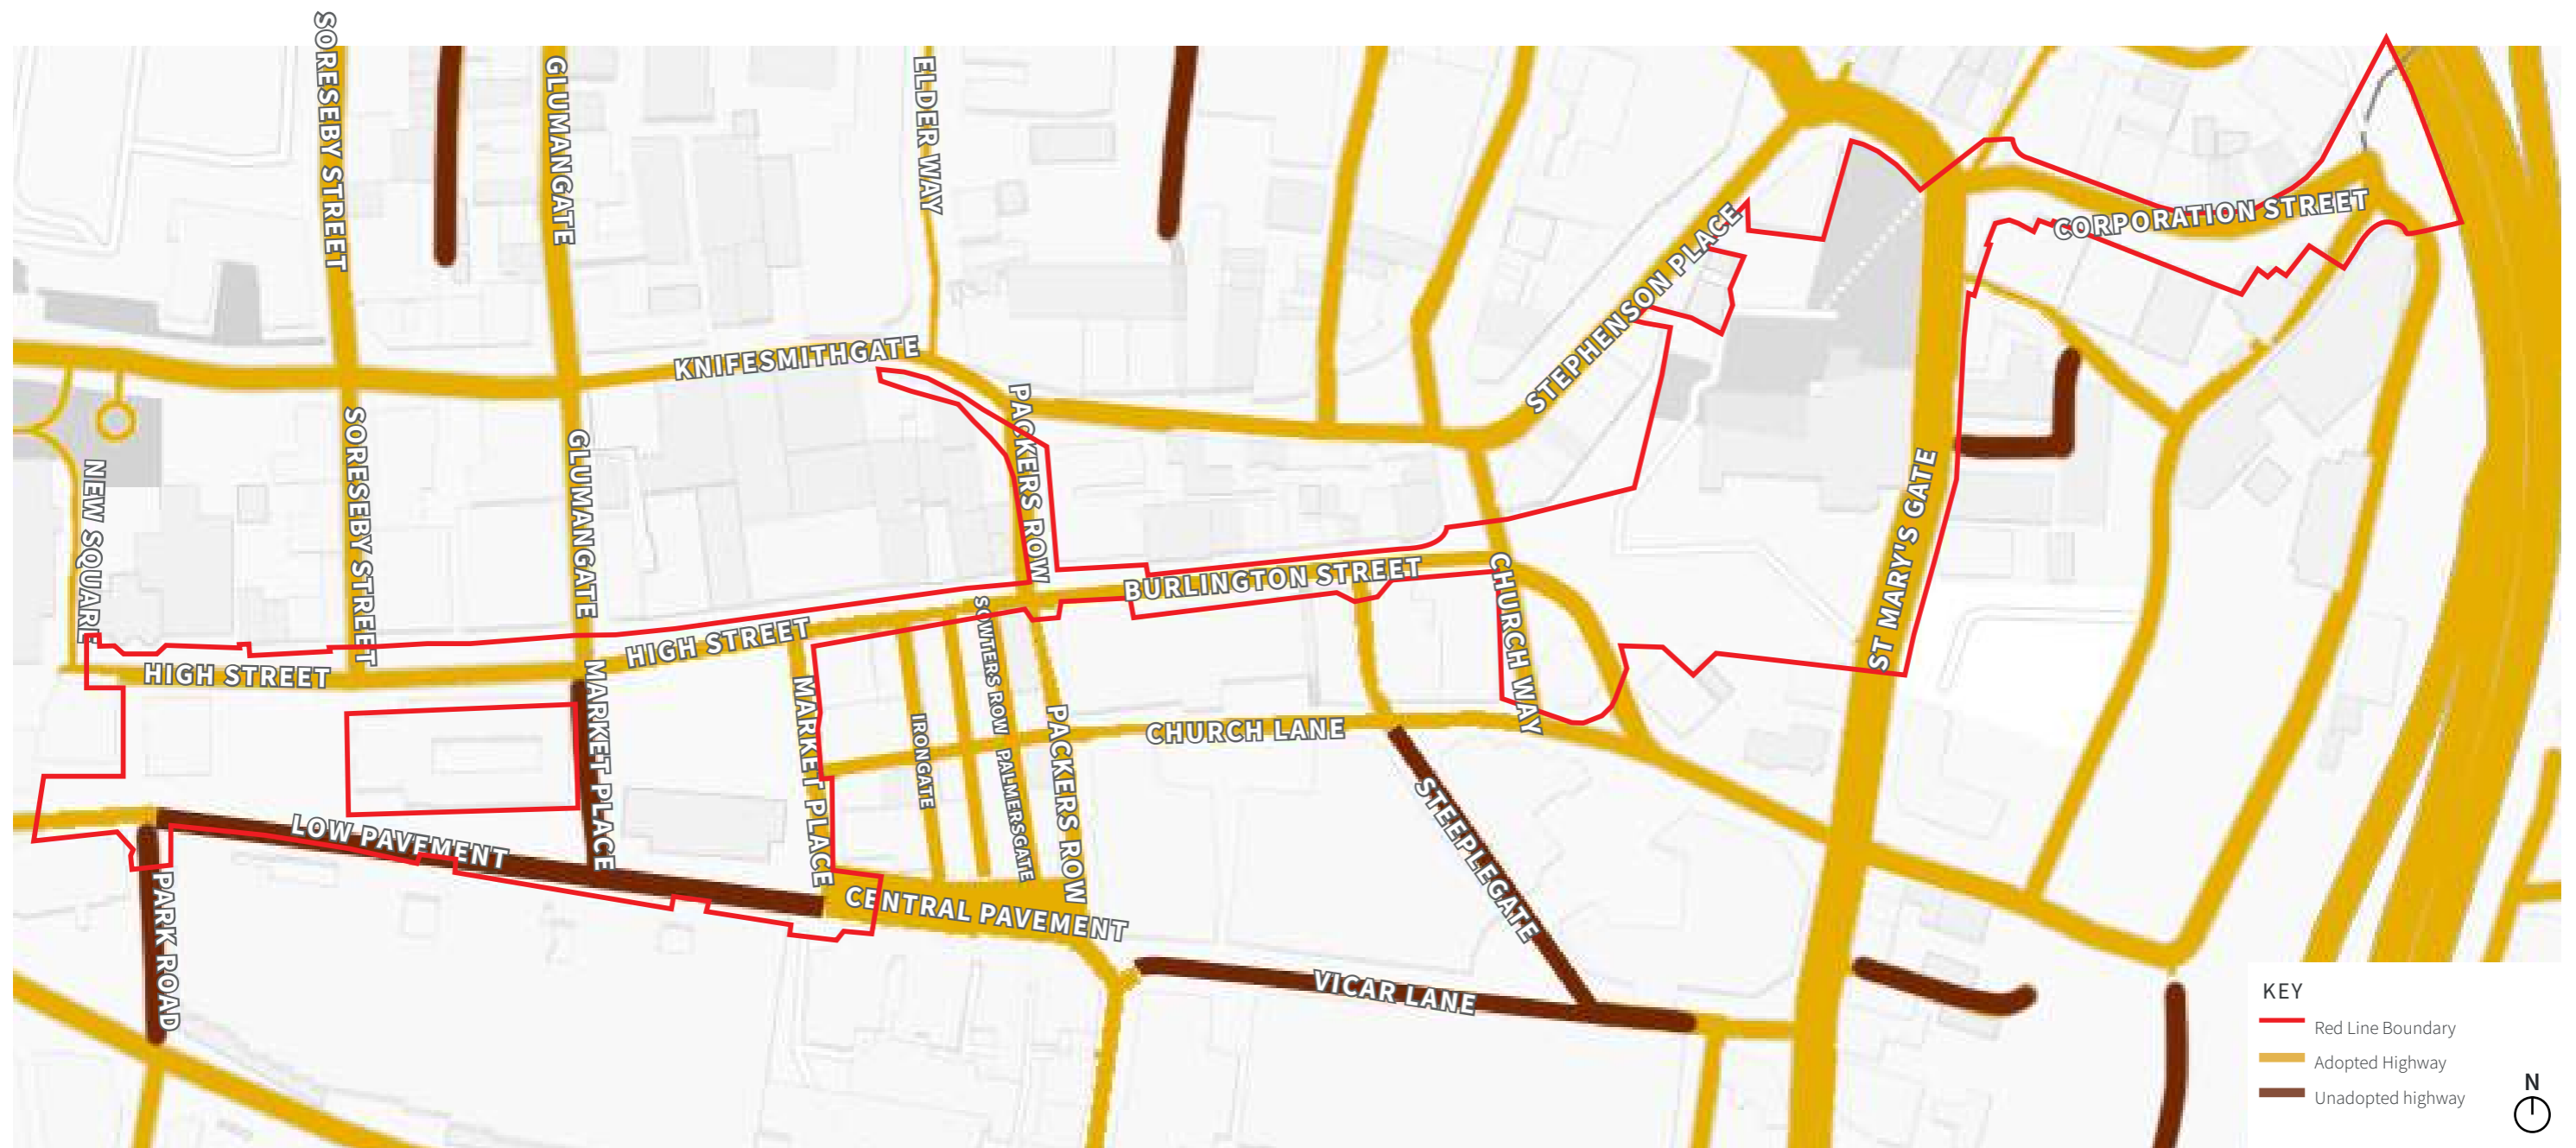 SORESEBY STREET
GLUMANGATE
ELDER WAY
STEPHENSON PLACE
CORPORATION STREET
KNIFESMITHGATE
PACKERS ROW
NEW SQUARE
SORESEBY STREET
GLUMANGATE
ST MARY'S GATE
BURLINGTON STREET
CHURCH WAY
HIGH STREET
HIGH STREET
SOWTERS ROW
MARKET PLACE
MARKET PLACE
IRONGATE
PALMERSGATE
PACKERS ROW
CHURCH LANE
STEEPLEGATE
LOW PAVEMENT
PARK ROAD
CENTRAL PAVEMENT
VICAR LANE
KEY
Red Line Boundary
Adopted Highway
Unadopted highway
N